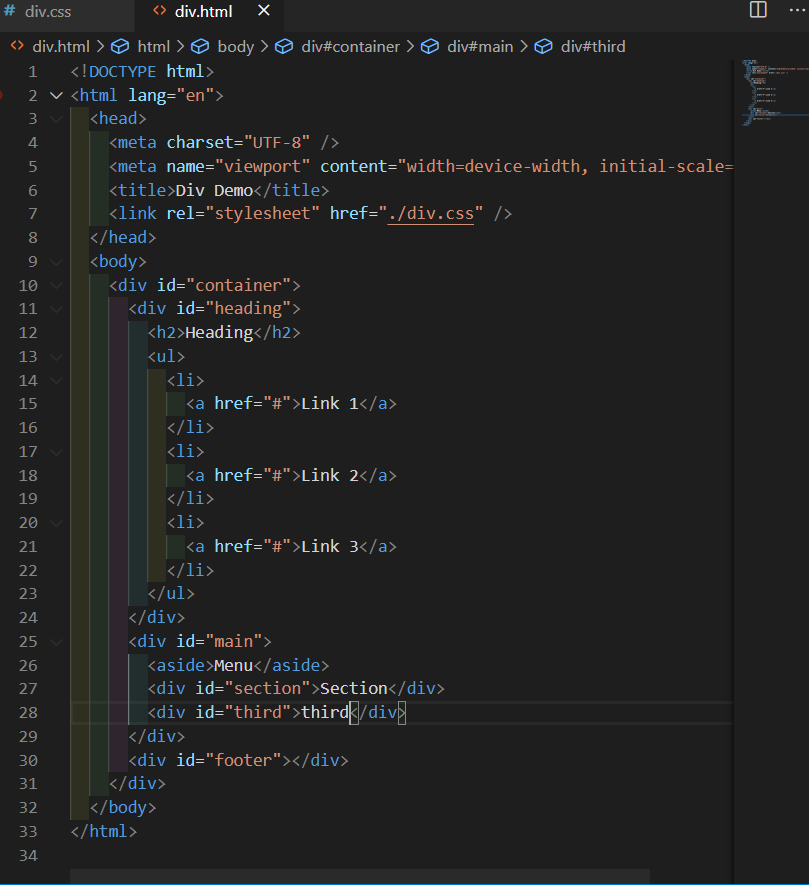 # div.css <> div.html ×
<> div.html > html > body > div#container > div#main > div#third
1 <!DOCTYPE html>
2 <html lang="en">
3 <head>
4 <meta charset="UTF-8" />
5 <meta name="viewport" content="width=device-width, initial-scale=
6 <title>Div Demo</title>
7 <link rel="stylesheet" href="./div.css" />
8 </head>
9 <body>
10 <div id="container">
11 <div id="heading">
12 <h2>Heading</h2>
13 <ul>
14 <li>
15 <a href="#">Link 1</a>
16 </li>
17 <li>
18 <a href="#">Link 2</a>
19 </li>
20 <li>
21 <a href="#">Link 3</a>
22 </li>
23 </ul>
24 </div>
25 <div id="main">
26 <aside>Menu</aside>
27 <div id="section">Section</div>
28 <div id="third">third</div>
29 </div>
30 <div id="footer"></div>
31 </div>
32 </body>
33 </html>
34